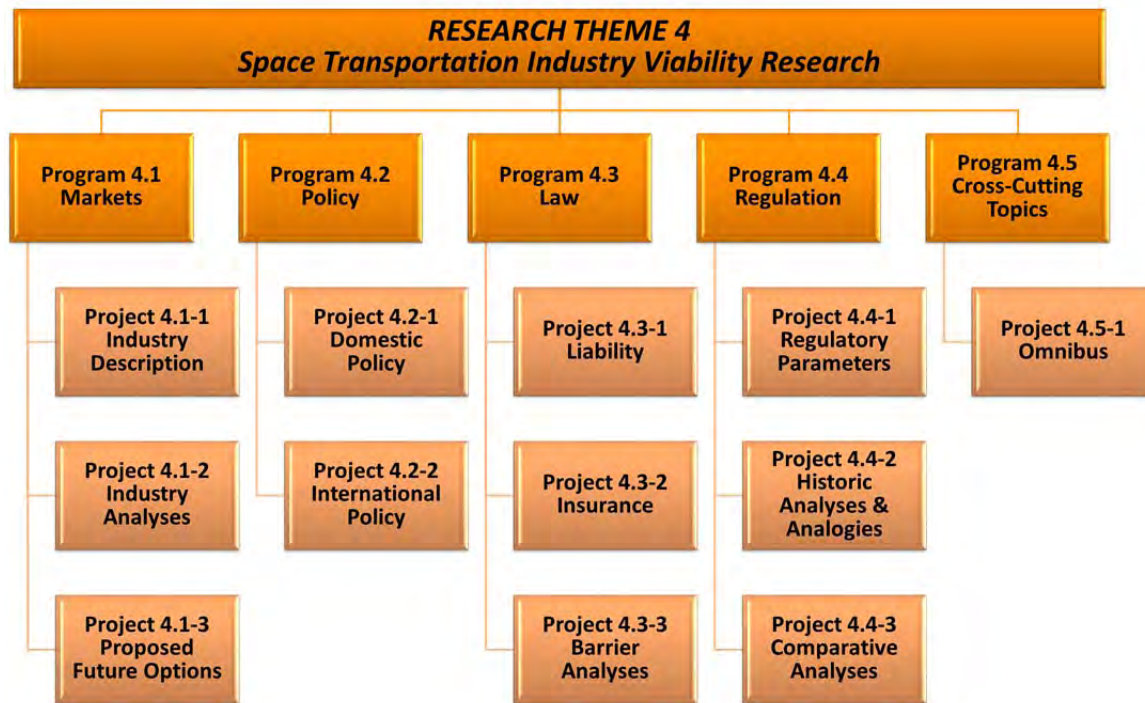 RESEARCH THEME 4
Space Transportation Industry Viability Research
Program 4.1
Markets
Program 4.2
Policy
Program 4.3
Law
Program 4.4
Regulation
Program 4.5
Cross-Cutting
Topics
Project 4.1-1
Industry
Description
Project 4.2-1
Domestic
Policy
Project 4.3-1
Liability
Project 4.4-1
Regulatory
Parameters
Project 4.5-1
Omnibus
Project 4.1-2
Industry
Analyses
Project 4.2-2
International
Policy
Project 4.3-2
Insurance
Project 4.4-2
Historic
Analyses &
Analogies
Project 4.1-3
Proposed
Future Options
Project 4.3-3
Barrier
Analyses
Project 4.4-3
Comparative
Analyses